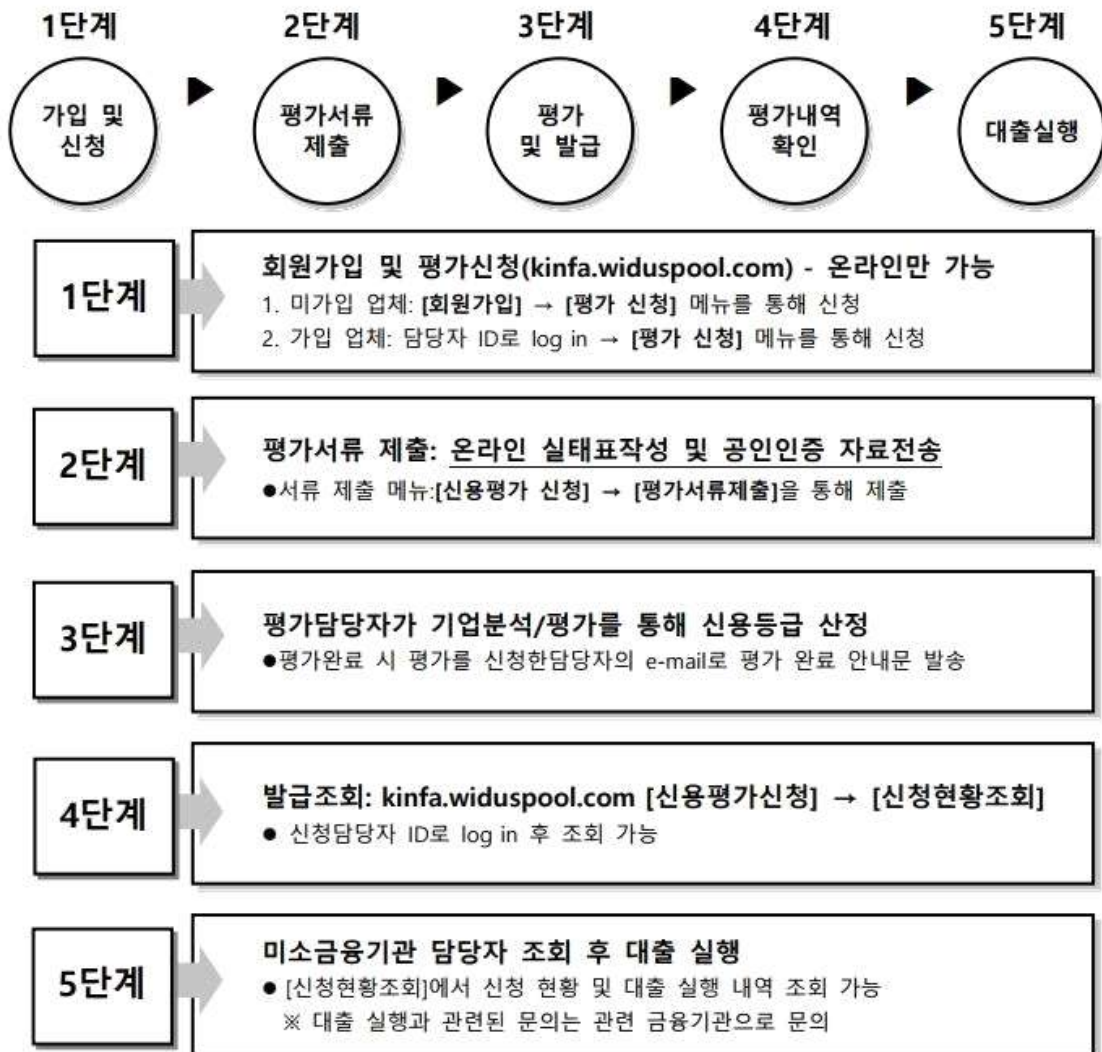 1단계 2단계 3단계 4단계 5단계
가입 및
신청
평가서류
제출
평가
및 발급
평가내역
확인
대출실행
1단계
회원가입 및 평가신청(kinfa.widuspool.com) - 온라인만 가능
1. 미가입 업체: [회원가입] → [평가 신청] 메뉴를 통해 신청
2. 가입 업체: 담당자 ID로 log in → [평가 신청] 메뉴를 통해 신청
2단계
평가서류 제출: 온라인 실태표작성 및 공인인증 자료전송
●서류 제출 메뉴:[신용평가 신청] → [평가서류제출]을 통해 제출
3단계
평가담당자가 기업분석/평가를 통해 신용등급 산정
●평가완료 시 평가를 신청한담당자의 e-mail로 평가 완료 안내문 발송
4단계
발급조회: kinfa.widuspool.com [신용평가신청] → [신청현황조회]
● 신청담당자 ID로 log in 후 조회 가능
5단계
미소금융기관 담당자 조회 후 대출 실행
● [신청현황조회]에서 신청 현황 및 대출 실행 내역 조회 가능
※ 대출 실행과 관련된 문의는 관련 금융기관으로 문의